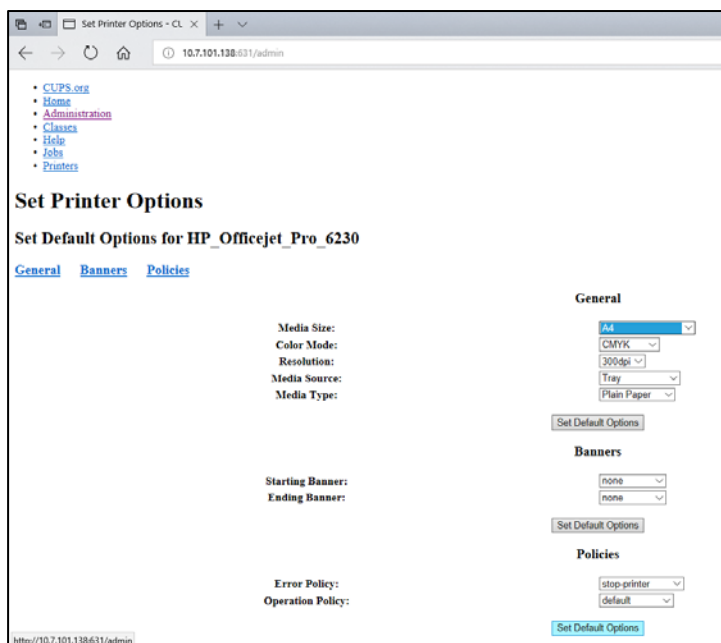 Set Printer Options - CL
10.7.101.138:631/admin
CUPS.org
Home
Administration
Classes
Help
Jobs
Printers
Set Printer Options
Set Default Options for HP_Officejet_Pro_6230
General Banners Policies
General
Media Size: A4
Color Mode: CMYK
Resolution: 300dpi
Media Source: Tray
Media Type: Plain Paper
Set Default Options
Banners
Starting Banner: none
Ending Banner: none
Set Default Options
Policies
Error Policy: stop-printer
Operation Policy: default
Set Default Options
http://10.7.101.138:631/admin